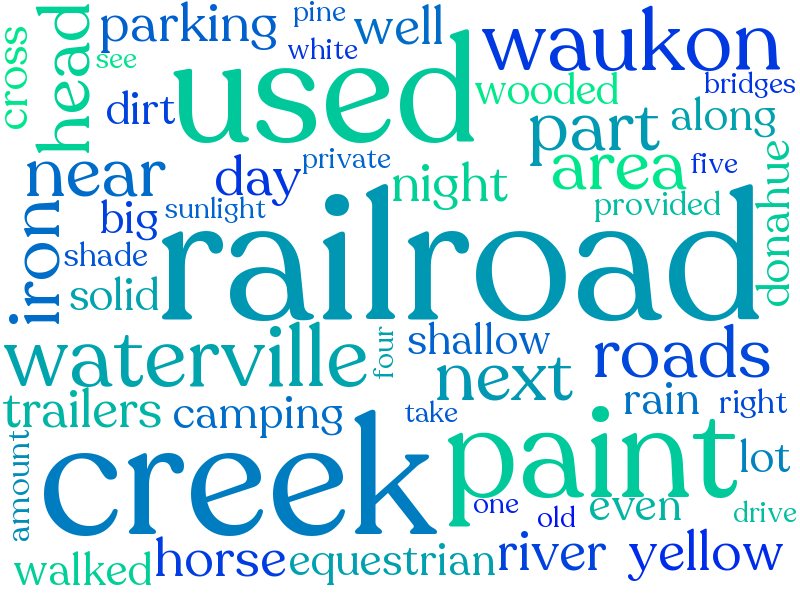 cross
head
parking
pine
well
waukon
see
white
used
wooded
bridges
dirt
part
along
near
day
private
night
area
five
donahue
big
sunlight
provided
iron
shade
solid
railroad
waterville
four
shallow
next
roads
trailers
camping
take
rain
right
amount
creek
paint
lot
one
old
even
drive
walked
horse
equestrian
river
yellow